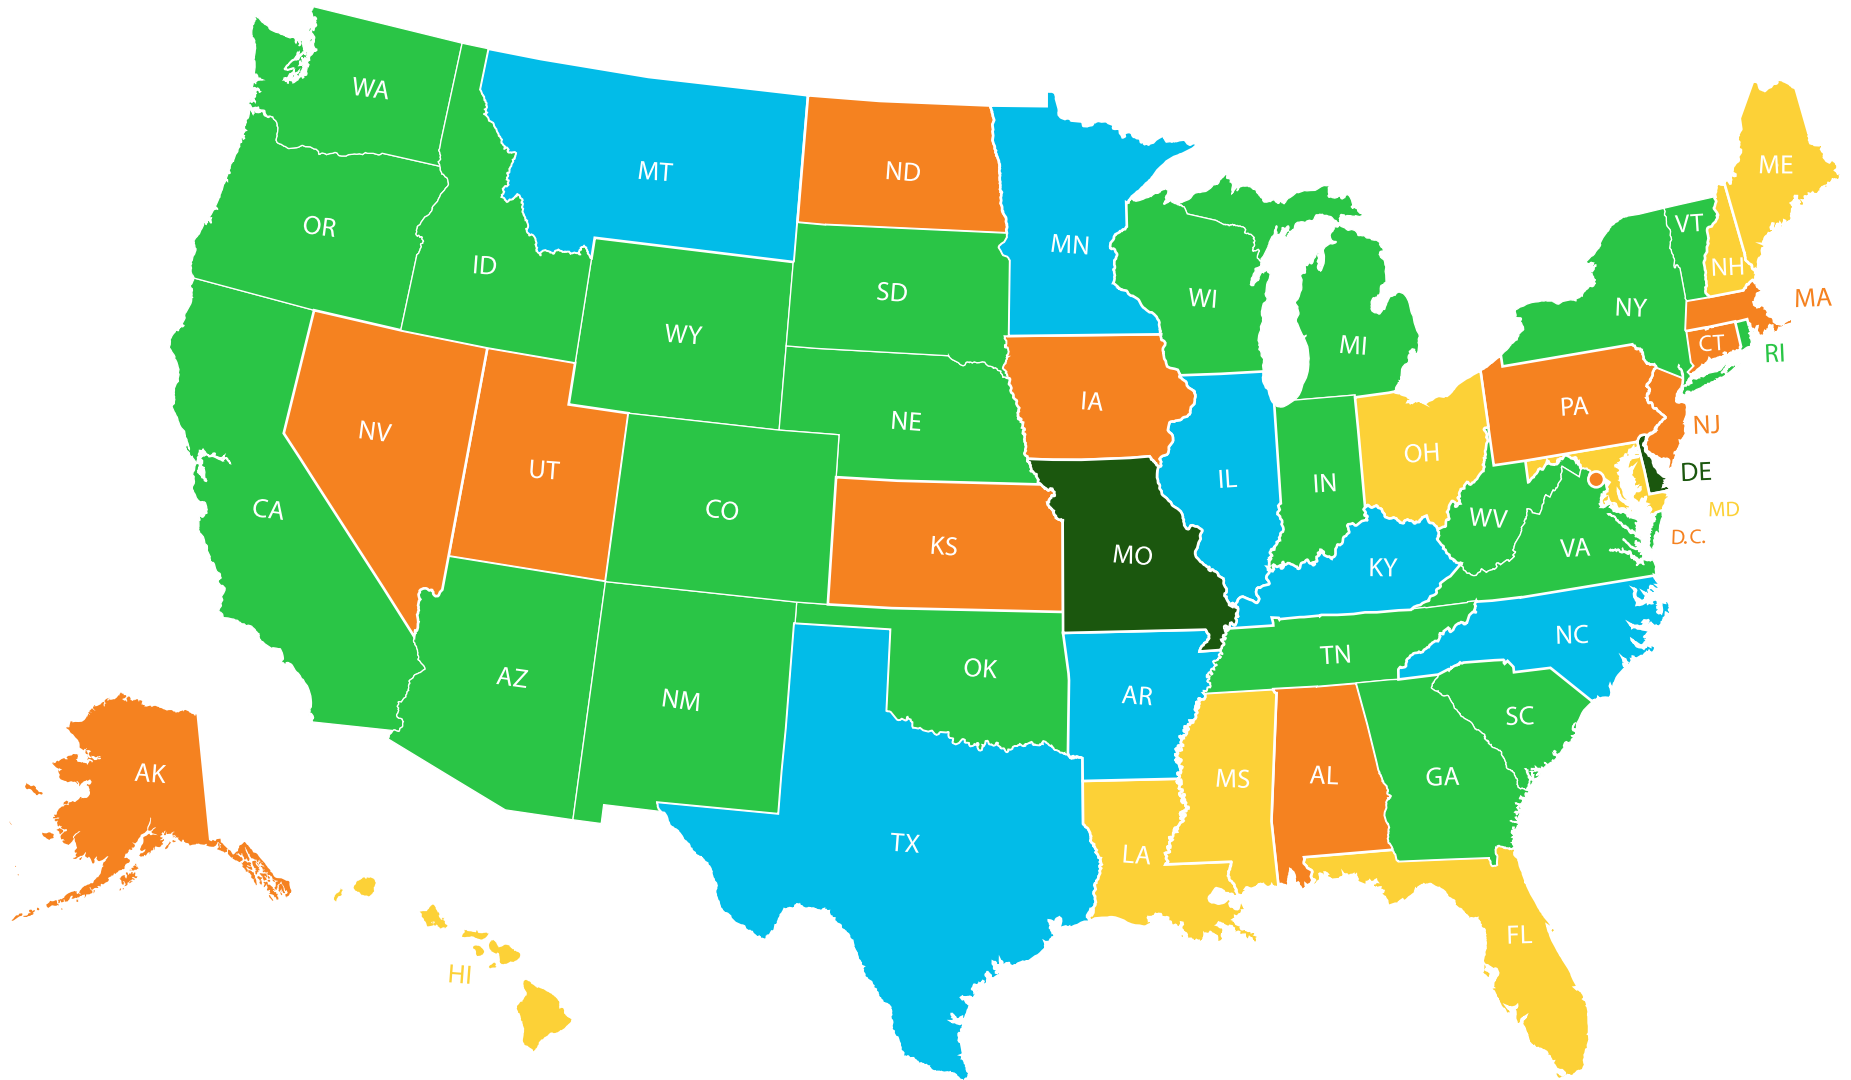 WA
MT
ND
ME
OR
VT
MN
ID
NH
SD
WI
MA
NY
WY
MI
CT
RI
IA
PA
NE
NV
NJ
OH
UT
DE
IL
IN
CA
CO
MD
WV
D.C.
KS
VA
MO
KY
NC
TN
OK
AZ
AR
NM
SC
AK
MS
AL
GA
TX
LA
FL
HI